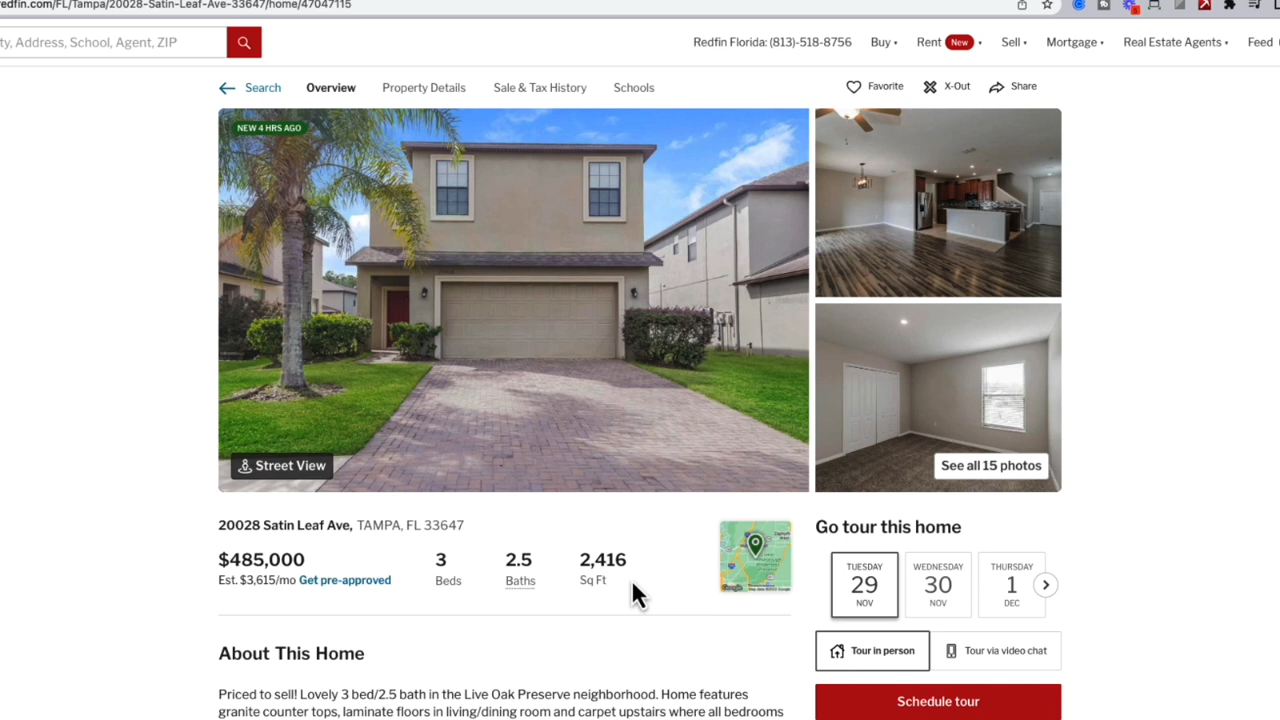 redfin.com/FL/Tampa/20028-Satin-Leaf-Ave-33647/home/47047115
ty, Address, School, Agent, ZIP
Redfin Florida: (813)-518-8756
Buy
Rent
New
Sell
Mortgage
Real Estate Agents
Feed
Search
Overview
Property Details
Sale & Tax History
Schools
Favorite
X-Out
Share
NEW 4 HRS AGO
Street View
See all 15 photos
20028 Satin Leaf Ave, TAMPA, FL 33647
$485,000
Est. $3,615/mo Get pre-approved
3
Beds
2.5
Baths
2,416
Sq Ft
Google
Go tour this home
TUESDAY
29
NOV
WEDNESDAY
30
NOV
THURSDAY
1
DEC
Tour in person
Tour via video chat
Schedule tour
About This Home
Priced to sell! Lovely 3 bed/2.5 bath in the Live Oak Preserve neighborhood. Home features
granite counter tops, laminate floors in living/dining room and carpet upstairs where all bedrooms